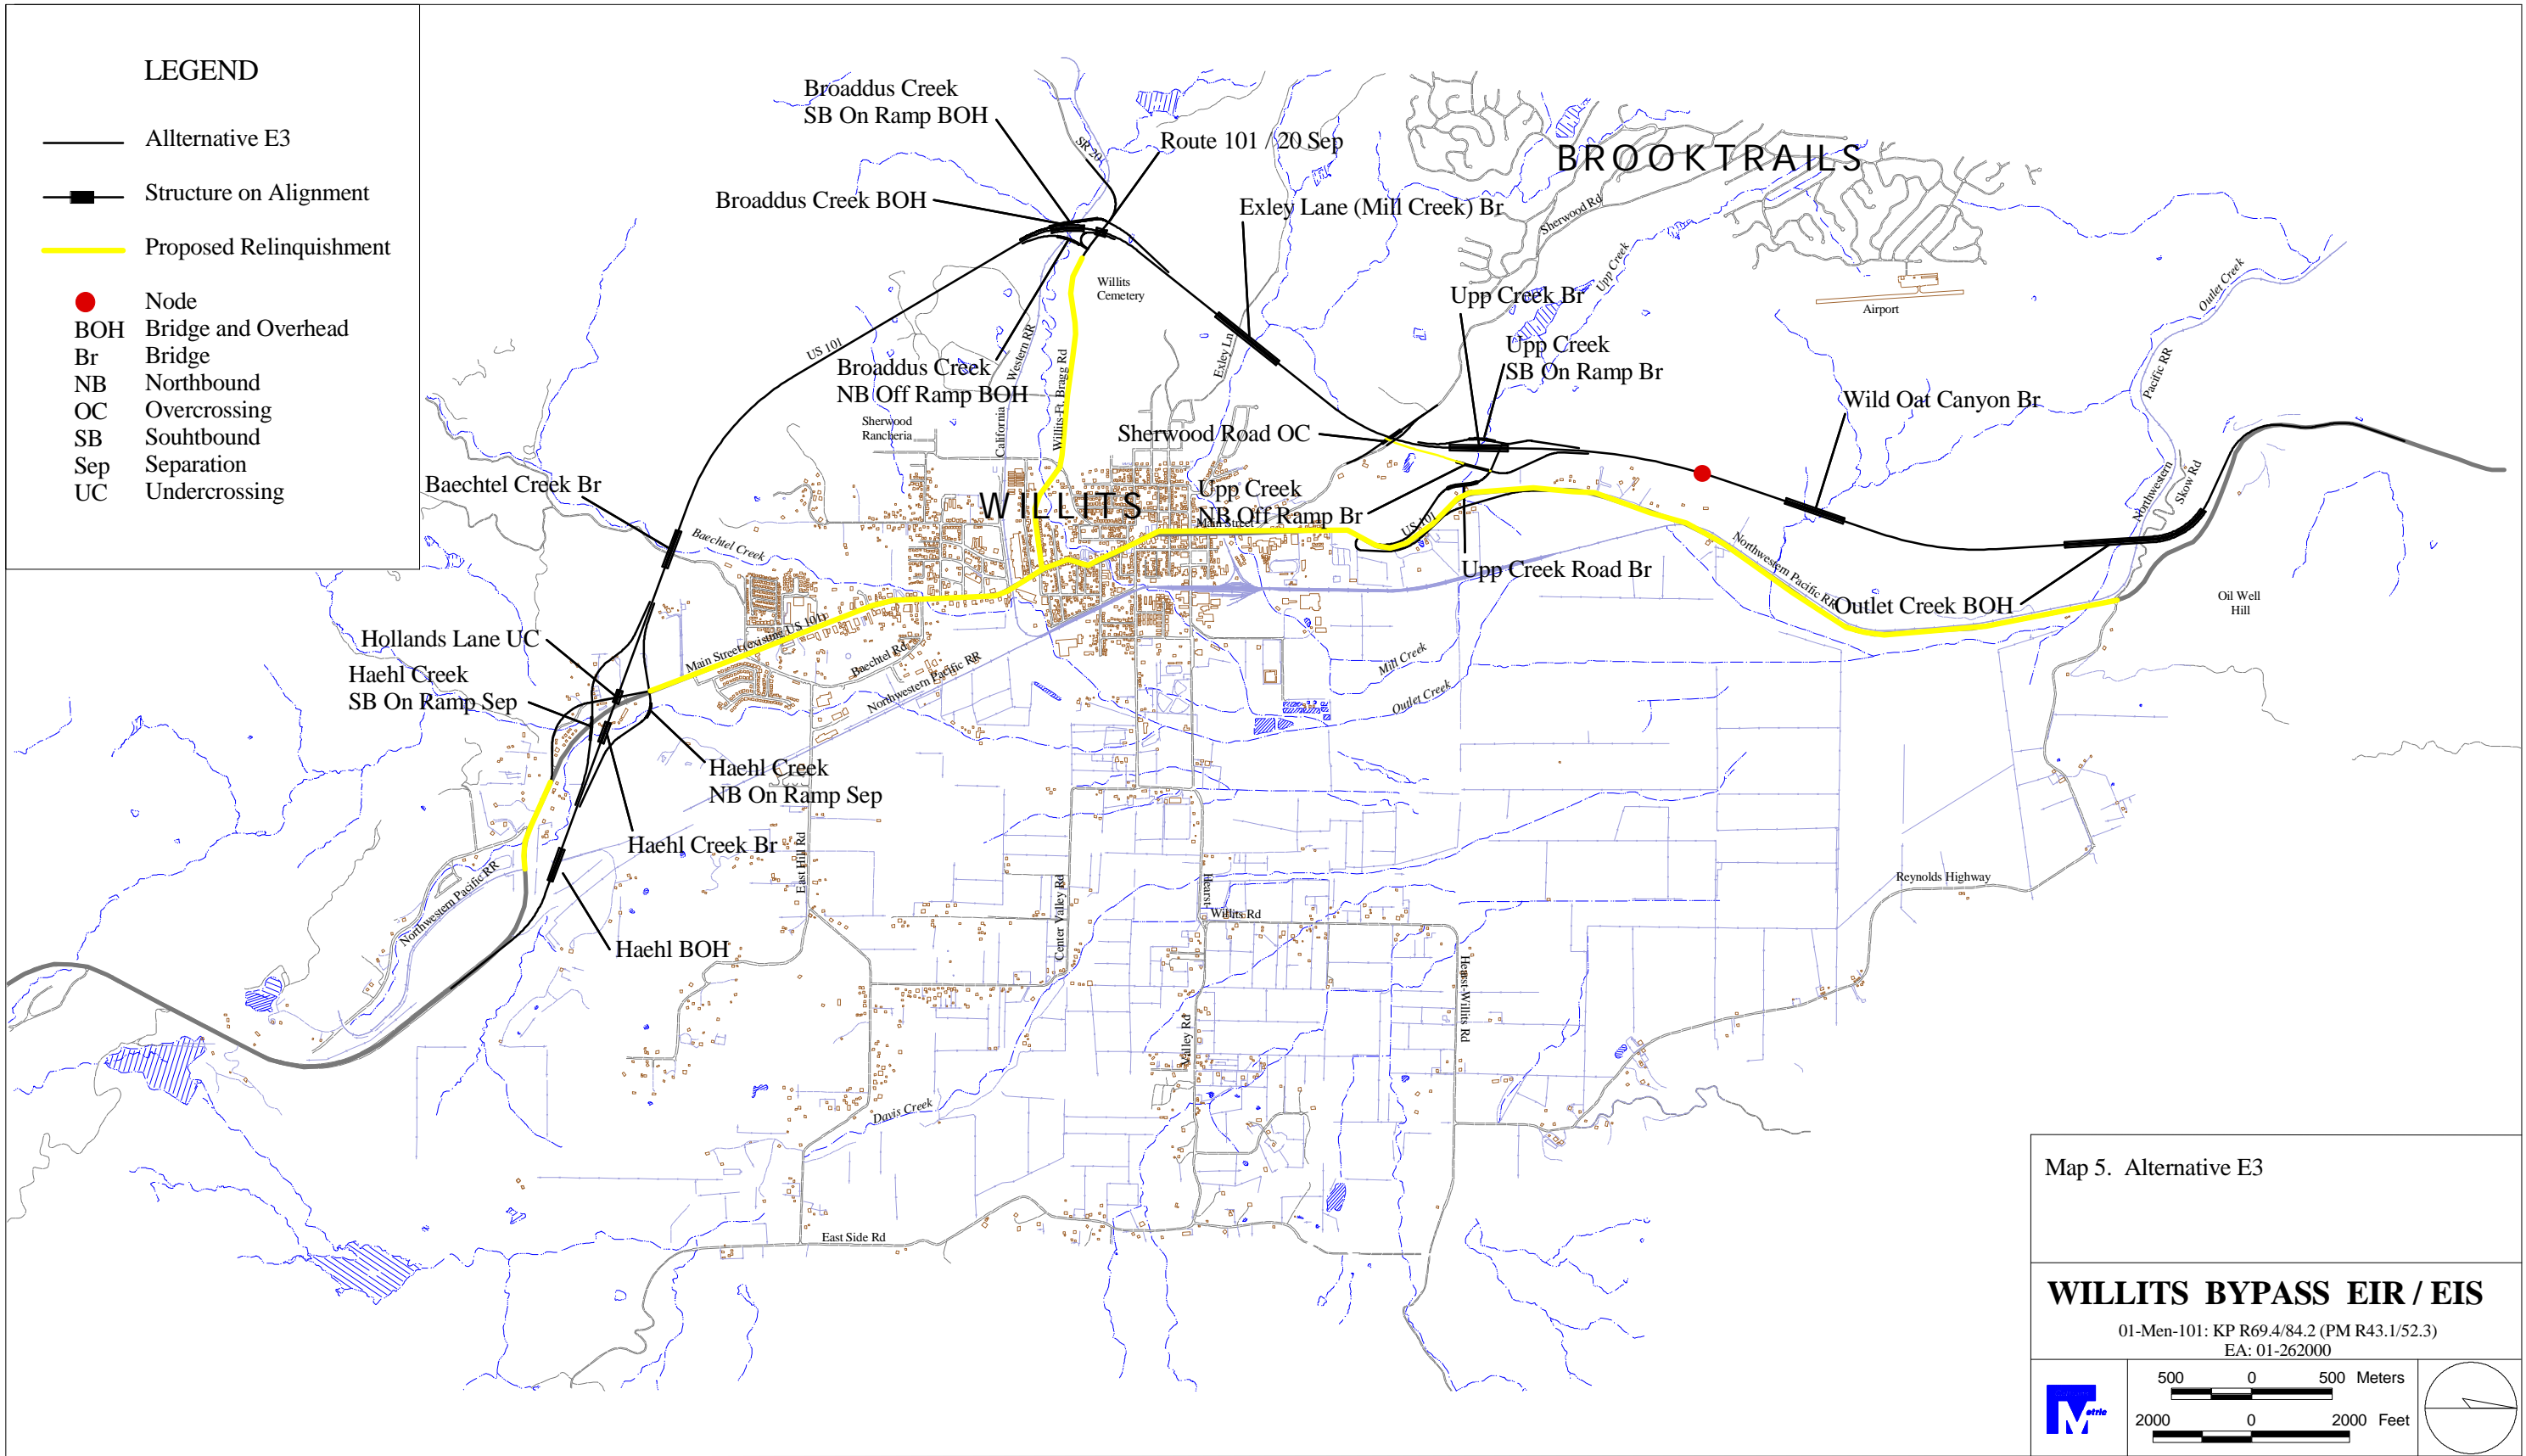 LEGEND
Allternative E3
Structure on Alignment
Proposed Relinquishment
Node
BOH Bridge and Overhead
Br Bridge
NB Northbound
OC Overcrossing
SB Souhtbound
Sep Separation
UC Undercrossing
Broaddus Creek
SB On Ramp BOH
SR 20
Route 101 / 20 Sep
BROOKTRAILS
Broaddus Creek BOH
Exley Lane (Mill Creek) Br
Sherwood Rd
Upp Creek
Outlet Creek
Willits
Cemetery
Upp Creek Br
Airport
US 101
Western RR
Willits-Ft. Bragg Rd
Exley Ln
Upp Creek
SB On Ramp Br
Pacific RR
Broaddus Creek
NB Off Ramp BOH
Wild Oat Canyon Br
Sherwood
Rancheria
California
Sherwood Road OC
Baechtel Creek Br
WILLITS
Upp Creek
NB Off Ramp Br
Main Street
US 101
Northwestern
Skow Rd
Baechtel Creek
Northwestern Pacific RR
Upp Creek Road Br
Outlet Creek BOH
Oil Well
Hill
Hollands Lane UC
Main Street (existing US 101)
Baechtel Rd
Northwestern Pacific RR
Mill Creek
Outlet Creek
Haehl Creek
SB On Ramp Sep
Haehl Creek
NB On Ramp Sep
Haehl Creek Br
East Hill Rd
Northwestern Pacific RR
Center Valley Rd
Hearst-
Willits Rd
Reynolds Highway
Haehl BOH
Hearst-Willits Rd
Valley Rd
Davis Creek
East Side Rd
Map 5. Alternative E3
WILLITS BYPASS EIR / EIS
01-Men-101: KP R69.4/84.2 (PM R43.1/52.3)
EA: 01-262000
500 0 500 Meters
2000 0 2000 Feet
Metric